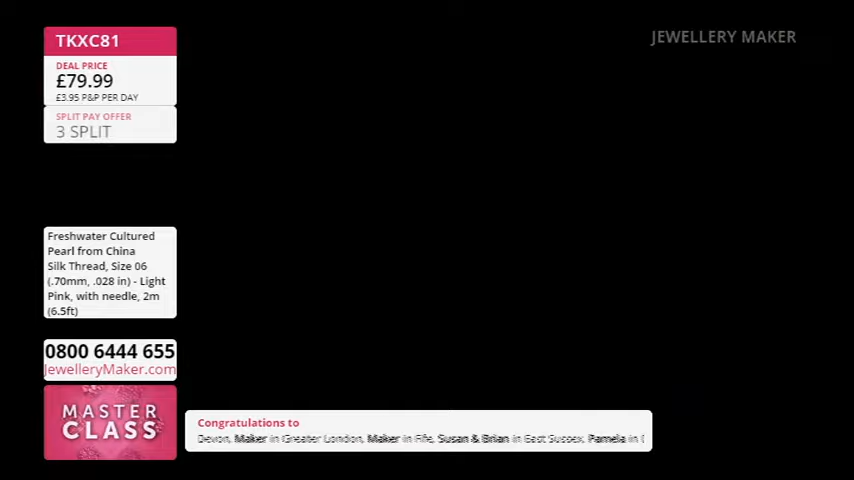 TKXC81
DEAL PRICE
£79.99
£3.95 P&P PER DAY
SPLIT PAY OFFER
3 SPLIT
JEWELLERY MAKER
Freshwater Cultured
Pearl from China
Silk Thread, Size 06
(.70mm, .028 in) - Light
Pink, with needle, 2m
(6.5ft)
0800 6444 655
JewelleryMaker.com
MASTER
CLASS
Congratulations to
Devon, Maker in Greater London, Maker in Fife, Susan & Brian in East Sussex, Pamela in